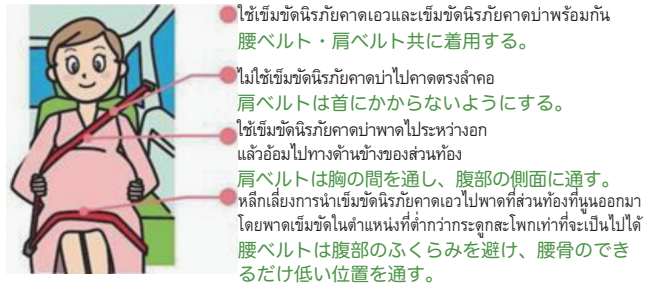 ใช้เข็มขัดนิรภัยคาดเอวและเข็มขัดนิรภัยคาดบ่าพร้อมกัน
腰ベルト・肩ベルト共に着用する。
ไม่ใช้เข็มขัดนิรภัยคาดบ่าไปคาดตรงลำคอ
肩ベルトは首にかからないようにする。
ใช้เข็มขัดนิรภัยคาดบ่าพาดไประหว่างอก
แล้วอ้อมไปทางด้านข้างของส่วนท้อง
肩ベルトは胸の間を通し、腹部の側面に通す。
หลีกเลี่ยงการนำเข็มขัดนิรภัยคาดเอวไปพาดที่ส่วนท้องที่นูนออกมา
โดยพาดเข็มขัดในตำแหน่งที่ต่ำกว่ากระดูกสะโพกเท่าที่จะเป็นไปได้
腰ベルトは腹部のふくらみを避け、腰骨のでき
るだけ低い位置を通す。